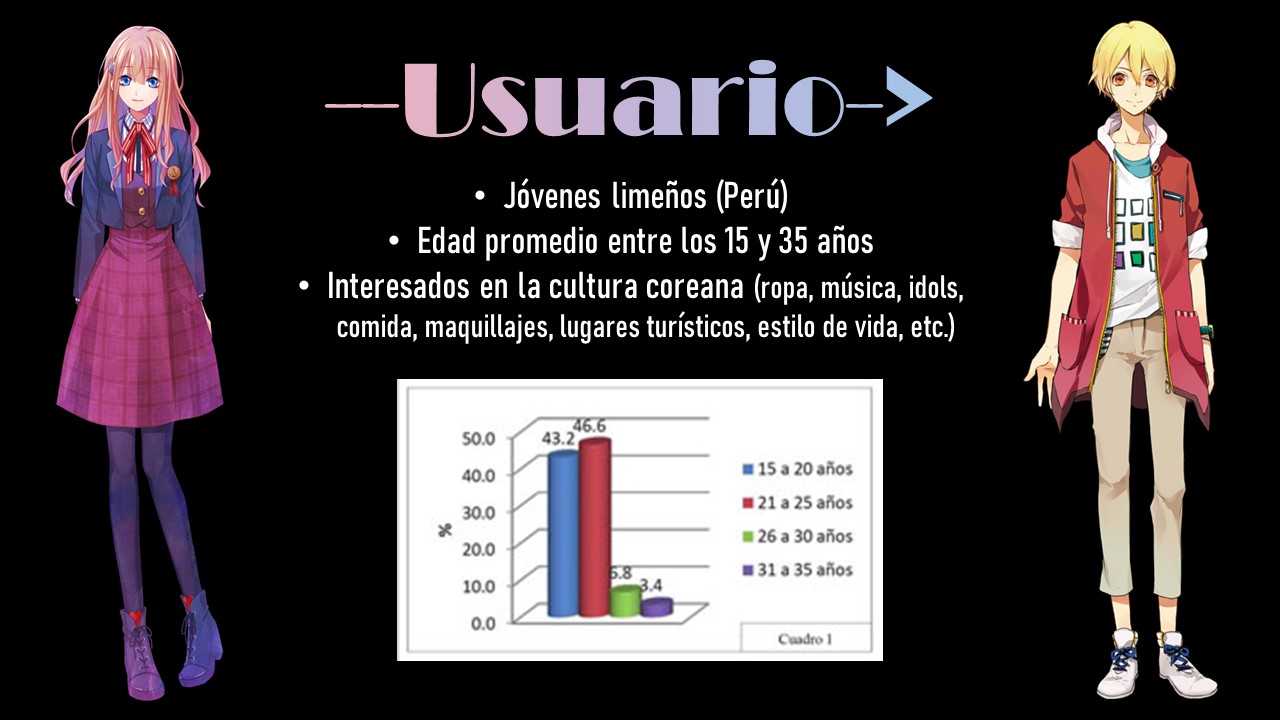 —Usuario->
• Jóvenes limeños (Perú)
• Edad promedio entre los 15 y 35 años
• Interesados en la cultura coreana (ropa, música, idols,
comida, maquillajes, lugares turísticos, estilo de vida, etc.)
50.0
40.0
30.0
20.0
10.0
0.0
%
43.2
46.6
6.8
3.4
15 a 20 años
21 a 25 años
26 a 30 años
31 a 35 años
Cuadro 1